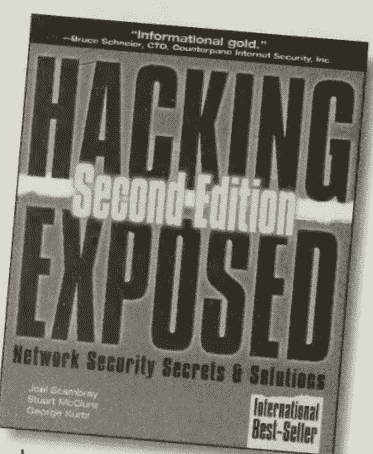 "Informational gold."
—Bruce Schneier, CTO, Counterpane Internet Security, Inc.
HACKING
Second Edition
EXPOSED
Network Security Secrets & Solutions
Joel Scambray
Stuart McClure
George Kurtz
International
Best-Seller